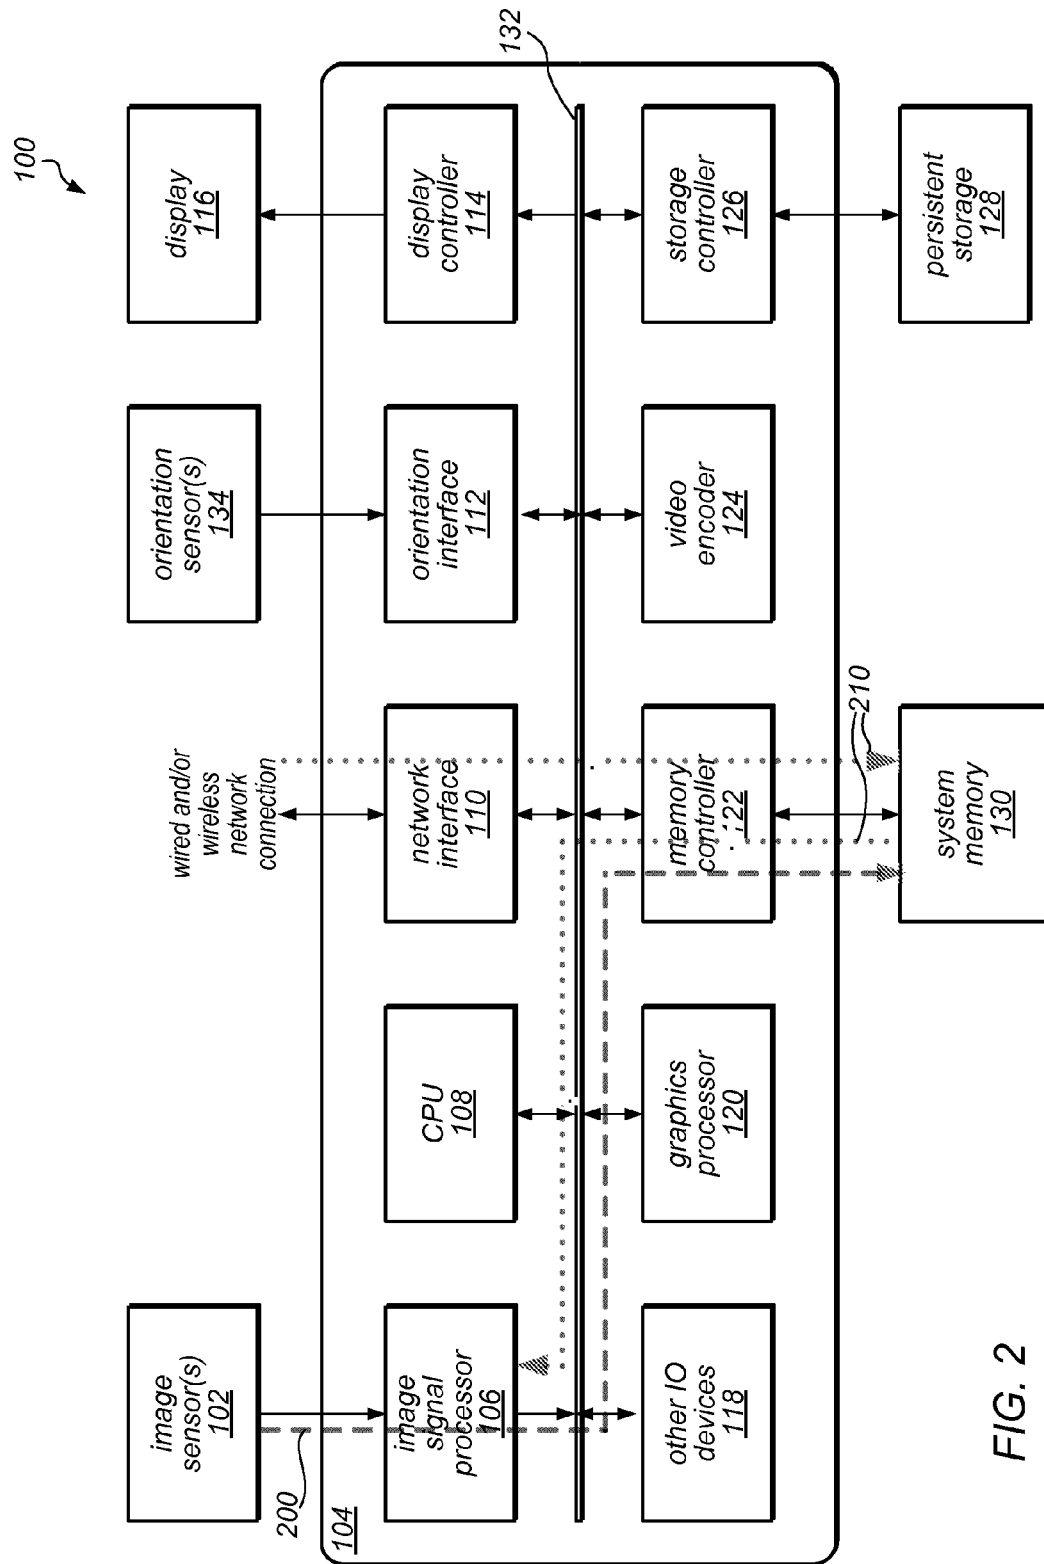 100
132
image
sensor(s)
102
wired and/or
wireless
network
connection
orientation
sensor(s)
134
display
116
200
104
image
signal
processor
106
CPU
108
network
interface
110
orientation
interface
112
display
controller
114
other IO
devices
118
graphics
processor
120
memory
controller
122
video
encoder
124
storage
controller
126
210
system
memory
130
persistent
storage
128
FIG. 2